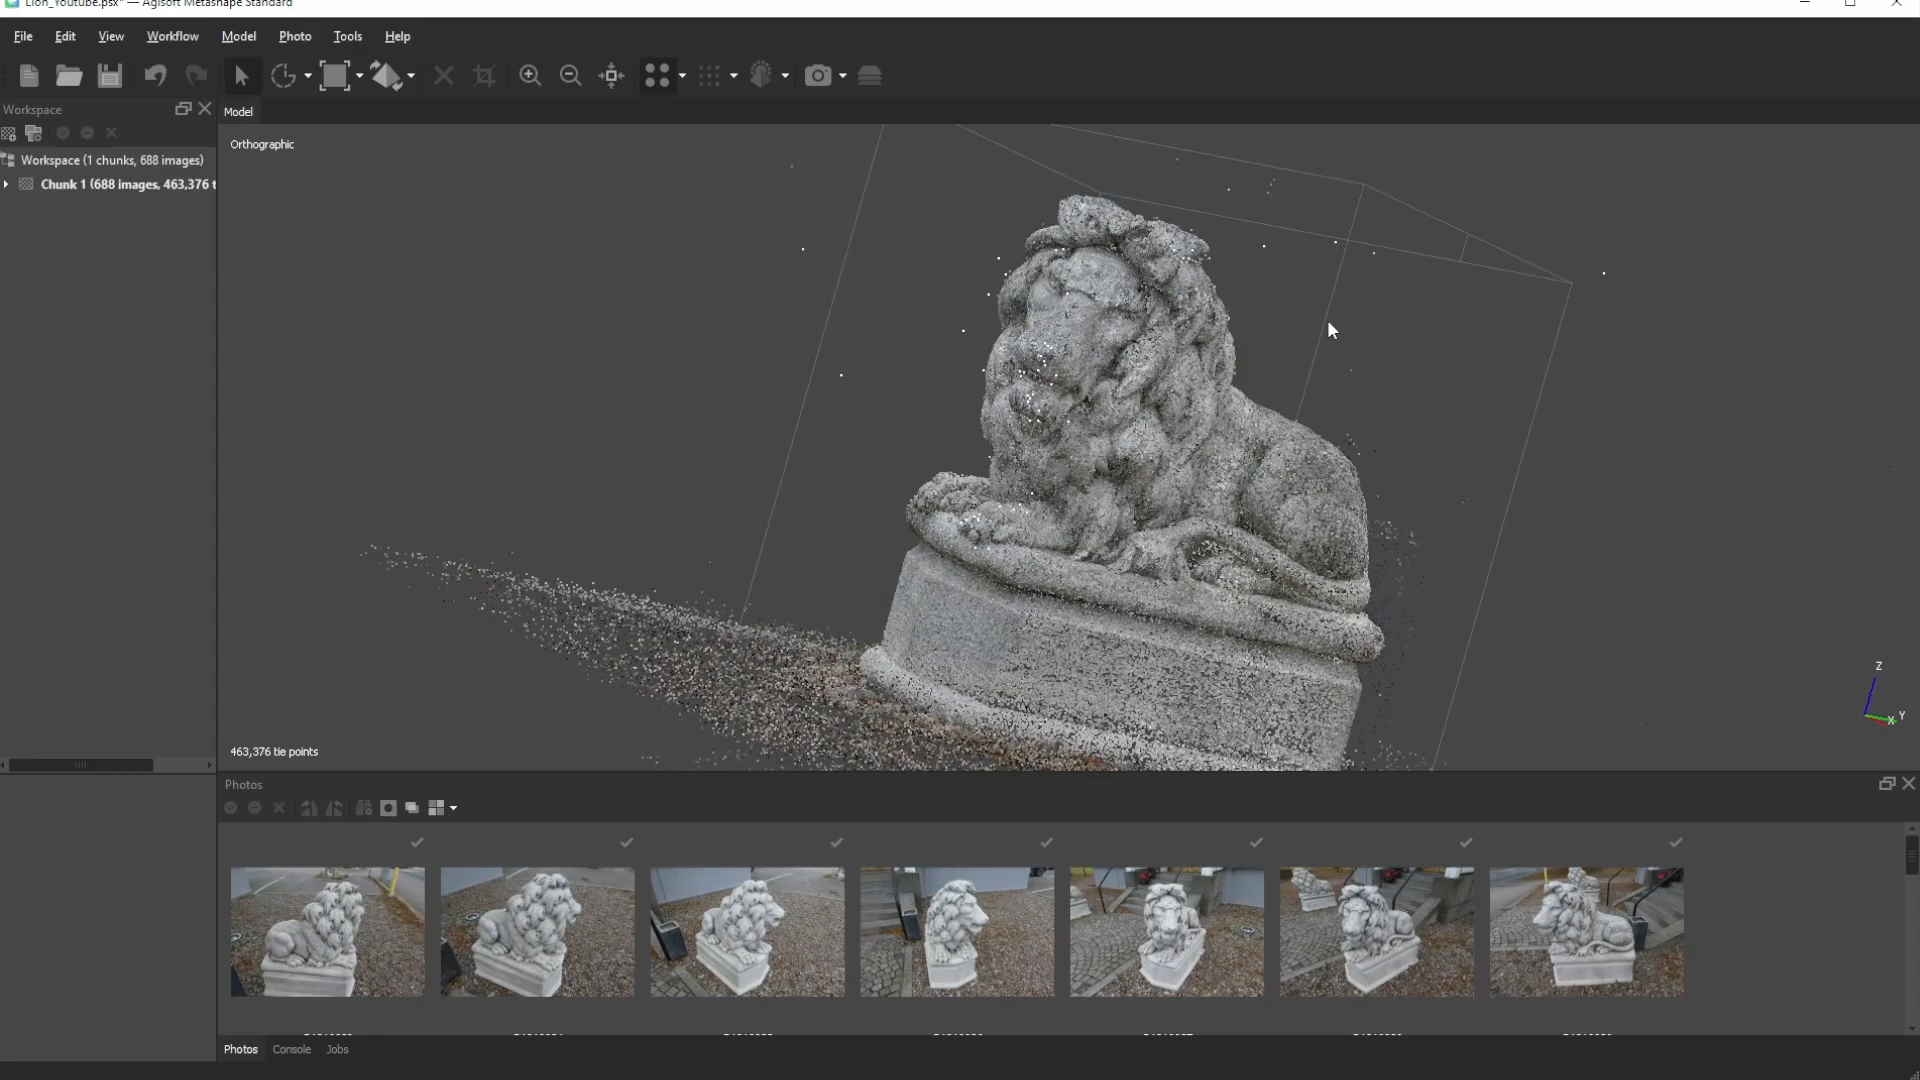 Lion_Youtube.psx* — Agisoft Metashape Standard
File Edit View Workflow Model Photo Tools Help
Workspace
Model
Workspace (1 chunks, 688 images)
Chunk 1 (688 images, 463,376 t
Orthographic
Z
Y
X
463,376 tie points
Photos
Photos Console Jobs